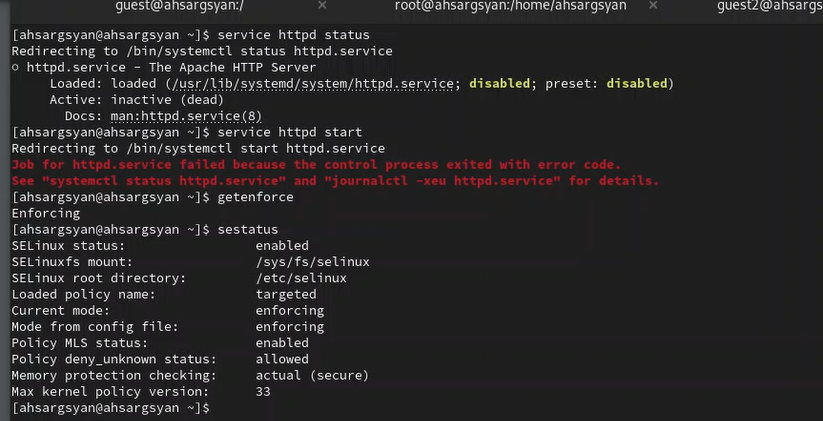 guest@ahsargsyan:/ × root@ahsargsyan:/home/ahsargsyan × guest2@ahsargs
[ahsargsyan@ahsargsyan ~]$ service httpd status
Redirecting to /bin/systemctl status httpd.service
○ httpd.service - The Apache HTTP Server
     Loaded: loaded (/usr/lib/systemd/system/httpd.service; disabled; preset: disabled)
     Active: inactive (dead)
       Docs: man:httpd.service(8)
[ahsargsyan@ahsargsyan ~]$ service httpd start
Redirecting to /bin/systemctl start httpd.service
Job for httpd.service failed because the control process exited with error code.
See "systemctl status httpd.service" and "journalctl -xeu httpd.service" for details.
[ahsargsyan@ahsargsyan ~]$ getenforce
Enforcing
[ahsargsyan@ahsargsyan ~]$ sestatus
SELinux status:                 enabled
SELinuxfs mount:                /sys/fs/selinux
SELinux root directory:         /etc/selinux
Loaded policy name:             targeted
Current mode:                   enforcing
Mode from config file:          enforcing
Policy MLS status:              enabled
Policy deny_unknown status:     allowed
Memory protection checking:     actual (secure)
Max kernel policy version:      33
[ahsargsyan@ahsargsyan ~]$